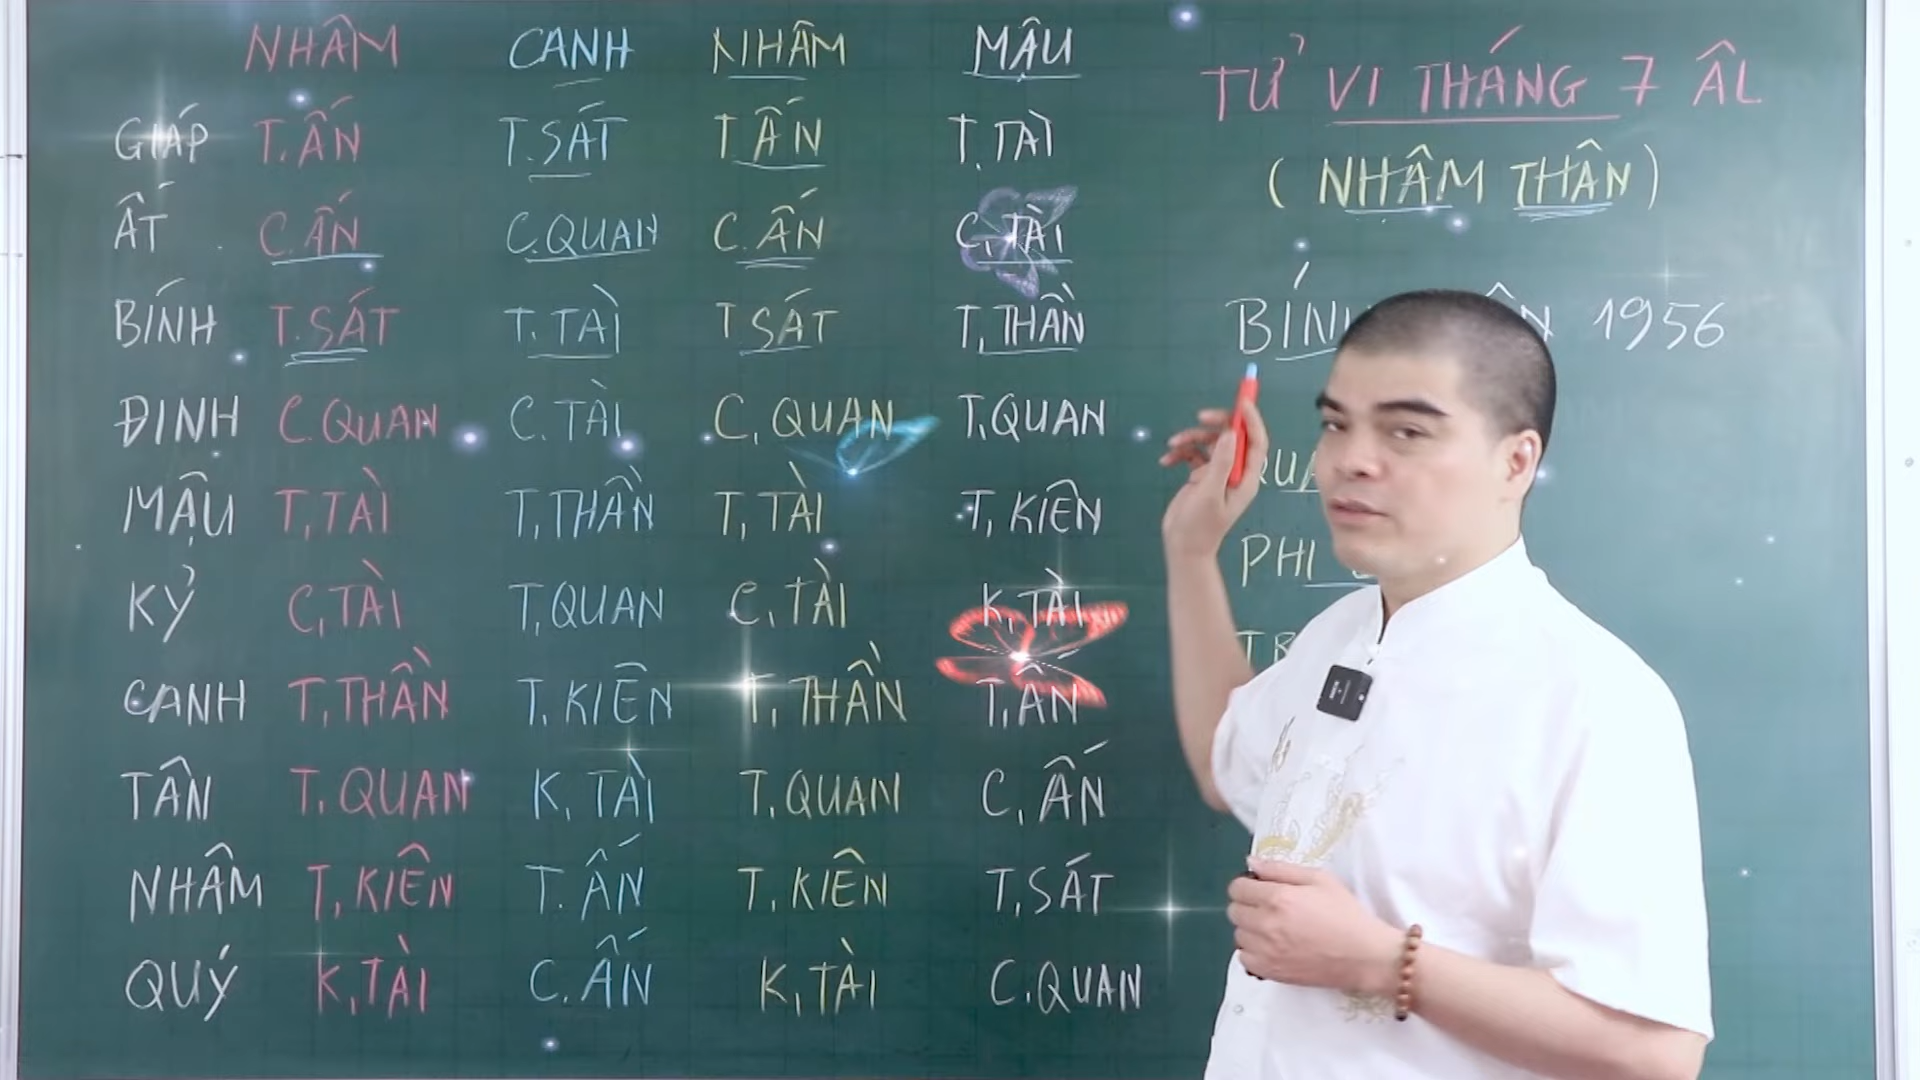 NHÂM CANH NHÂM MẬU
GIÁP T.ẤN T.SÁT T ẤN T.TÀI
ẤT C.ẤN C.QUAN C.ẤN C,TÀI
BÍNH T.SÁT T.TÀI T SÁT T,THẦN
ĐINH C.QUAN C.TÀI C,QUAN T,QUAN
MẬU T,TÀI T,THẦN T,TÀI T,KIÊN
KỶ C,TÀI T,QUAN C,TÀI K,TÀI
CANH T,THẦN T.KIÊN T,THẦN T,ẤN
TÂN T.QUAN K,TÀI T.QUAN C,ẤN
NHÂM T,KIÊN T.ẤN T.KIÊN T,SÁT
QUÝ K,TÀI C.ẤN K,TÀI C.QUAN
TỬ VI THÁNG 7 ÂL
(NHÂM THÂN)
1956
PHI